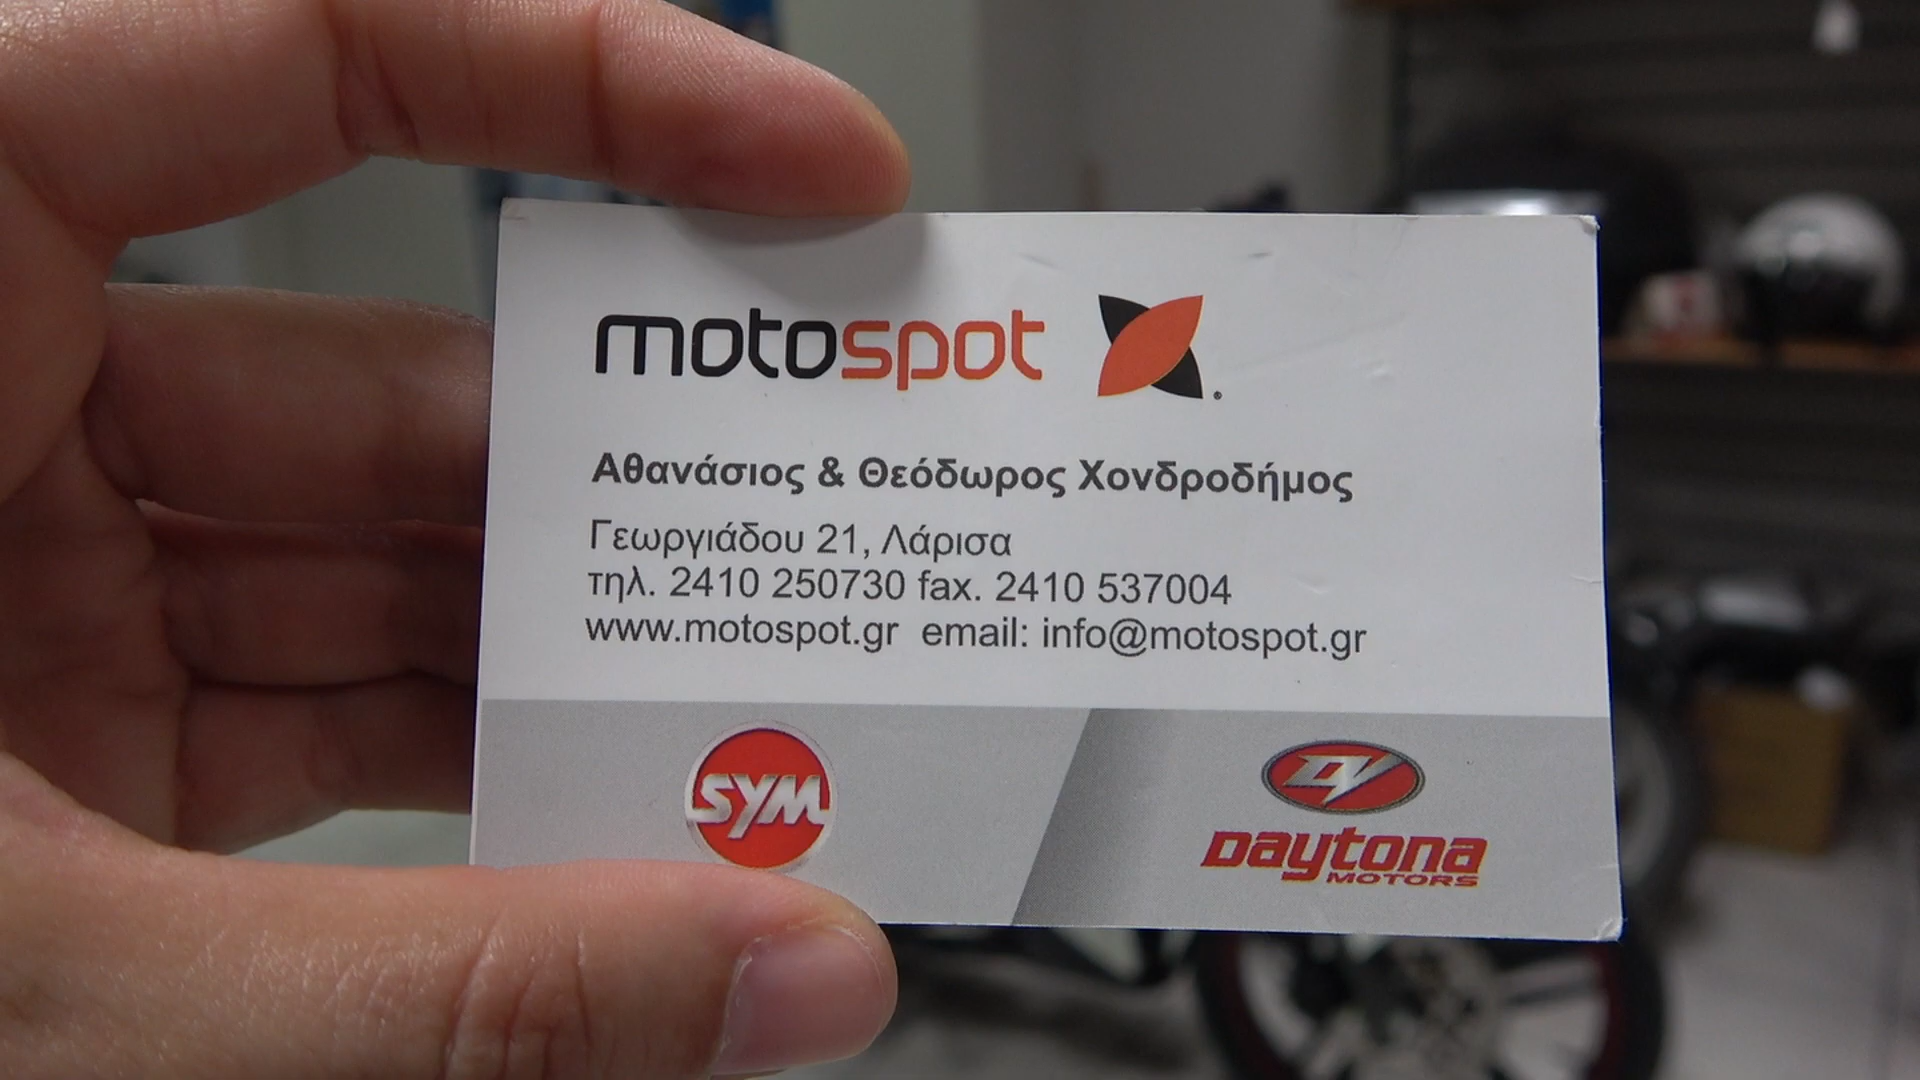 motospot
Αθανάσιος & Θεόδωρος Χονδροδήμος
Γεωργιάδου 21, Λάρισα
τηλ. 2410 250730 fax. 2410 537004
www.motospot.gr email: info@motospot.gr
SYM
Daytona
MOTORS